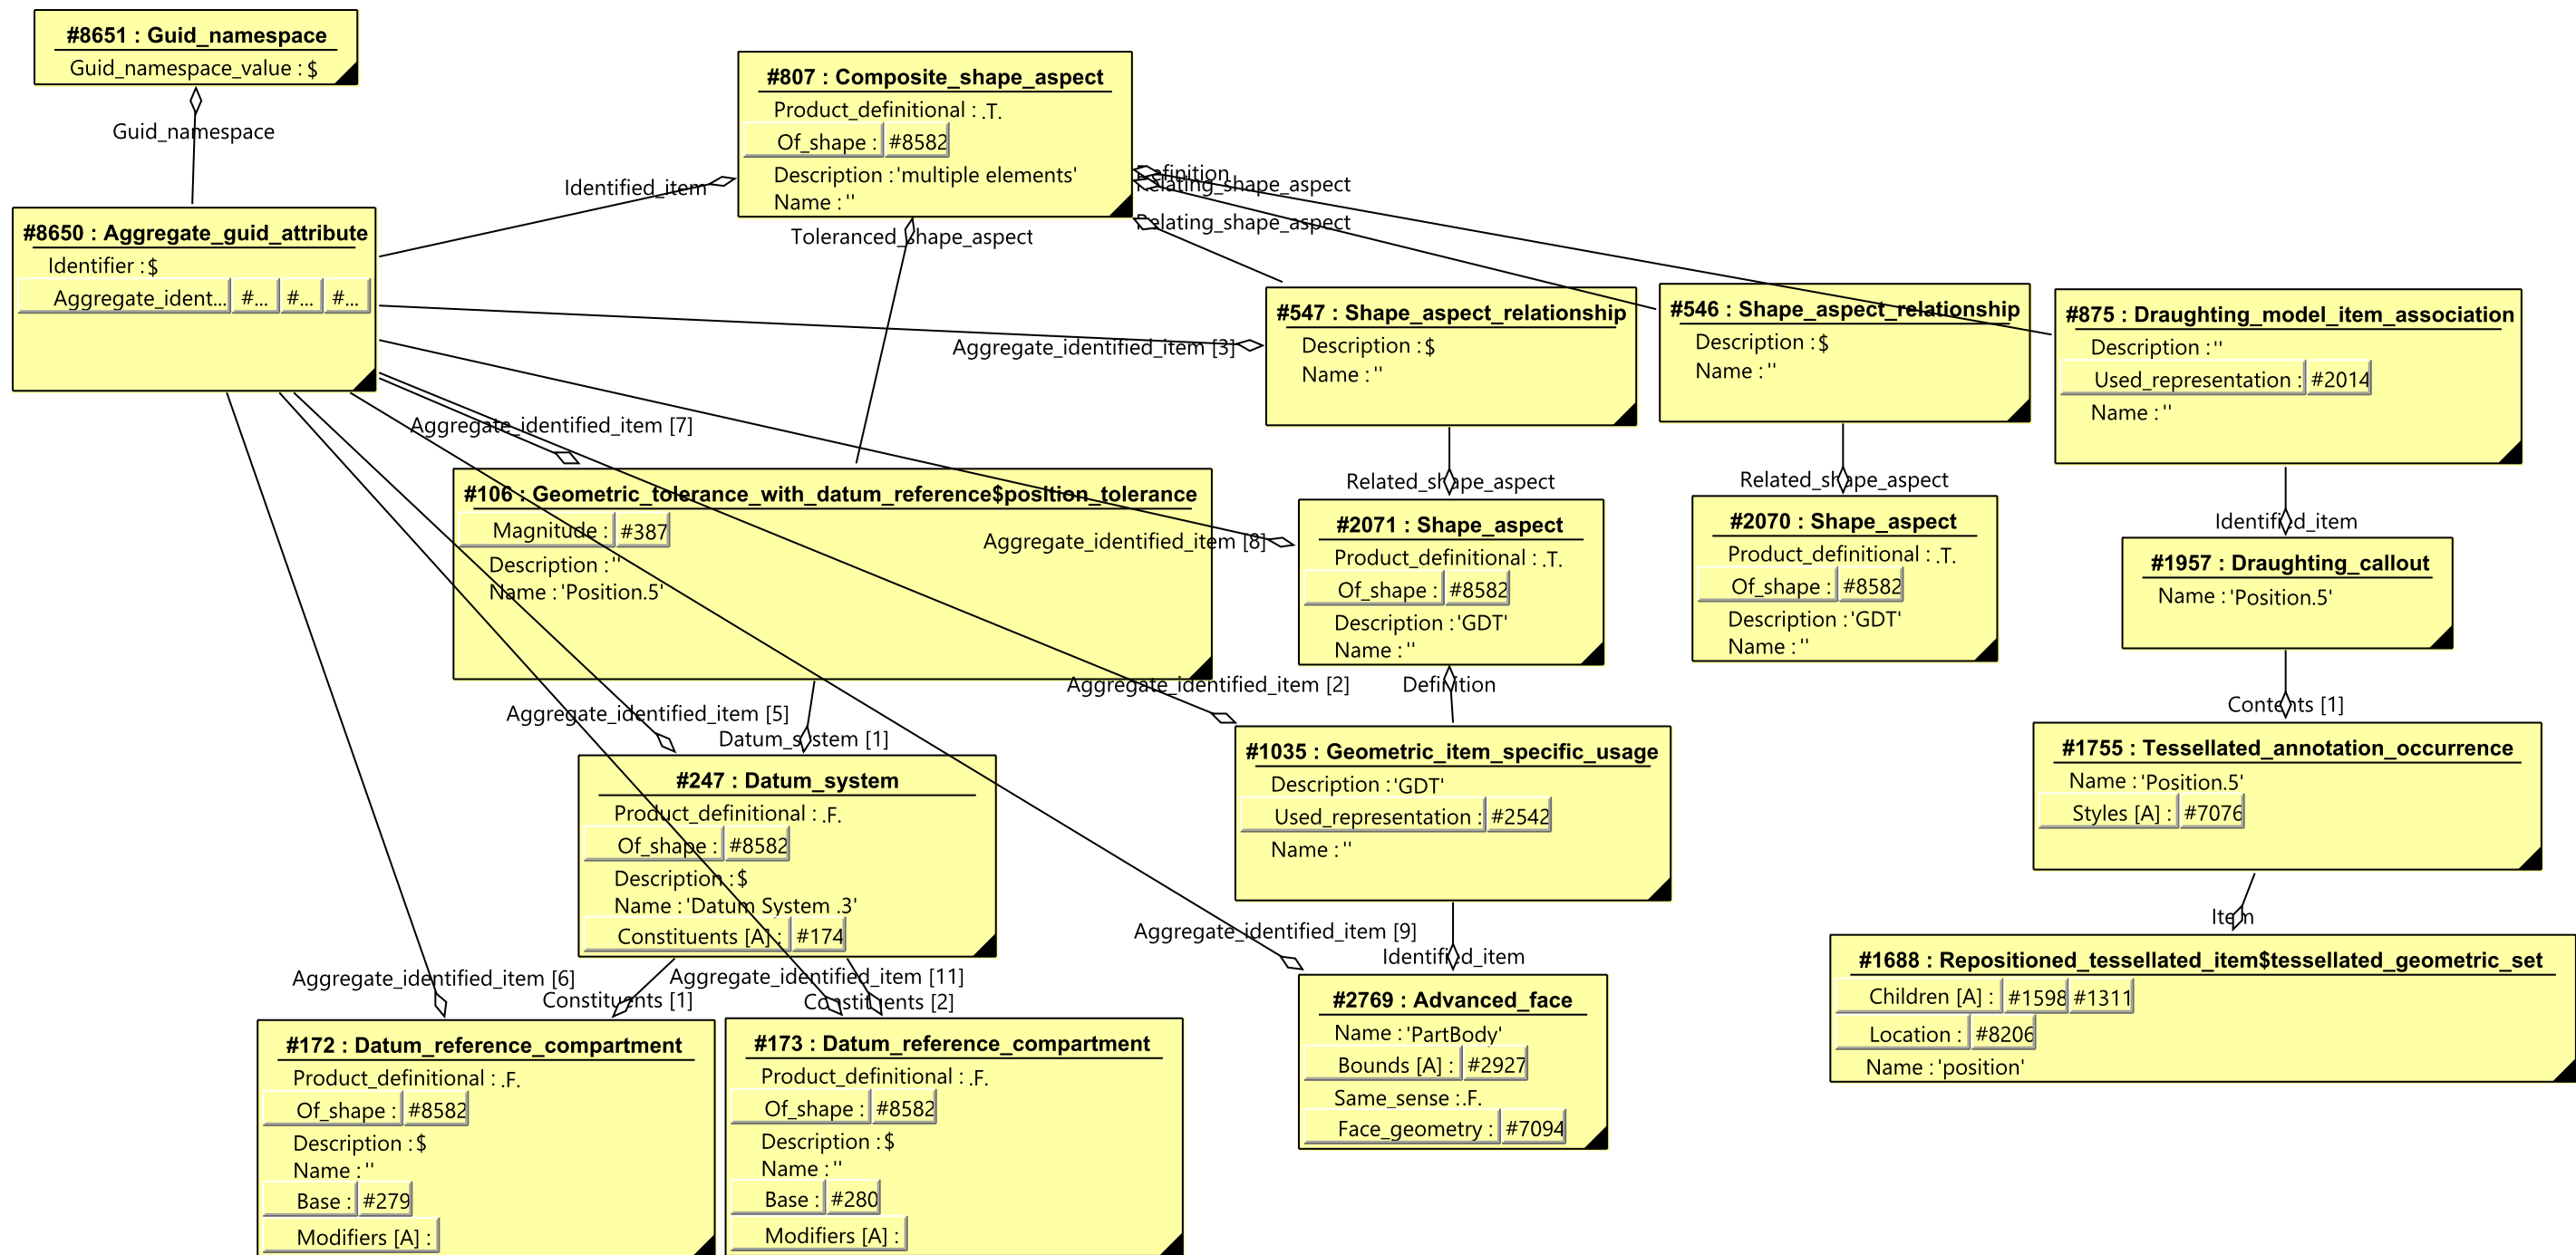 #8651 : Guid_namespace
Guid_namespace_value : $
Guid_namespace
#8650 : Aggregate_guid_attribute
Identifier : $
Aggregate_ident... #... #... #...
#807 : Composite_shape_aspect
Product_definitional : .T.
Of_shape : #8582
Description : 'multiple elements'
Name : ''
Identified_item
Toleranced_shape_aspect
Definition
Relating_shape_aspect
Relating_shape_aspect
#547 : Shape_aspect_relationship
Description : $
Name : ''
#546 : Shape_aspect_relationship
Description : $
Name : ''
#875 : Draughting_model_item_association
Description : ''
Used_representation : #2014
Name : ''
Aggregate_identified_item [3]
Aggregate_identified_item [7]
#106 : Geometric_tolerance_with_datum_reference$position_tolerance
Magnitude : #387
Description : ''
Name : 'Position.5'
Aggregate_identified_item [8]
Related_shape_aspect
#2071 : Shape_aspect
Product_definitional : .T.
Of_shape : #8582
Description : 'GDT'
Name : ''
Related_shape_aspect
#2070 : Shape_aspect
Product_definitional : .T.
Of_shape : #8582
Description : 'GDT'
Name : ''
Identified_item
#1957 : Draughting_callout
Name : 'Position.5'
Aggregate_identified_item [2]
Definition
Contents [1]
Aggregate_identified_item [5]
Datum_system [1]
#247 : Datum_system
Product_definitional : .F.
Of_shape : #8582
Description : $
Name : 'Datum System .3'
Constituents [A] : #174
#1035 : Geometric_item_specific_usage
Description : 'GDT'
Used_representation : #2542
Name : ''
#1755 : Tessellated_annotation_occurrence
Name : 'Position.5'
Styles [A] : #7076
Item
Aggregate_identified_item [9]
Identified_item
#1688 : Repositioned_tessellated_item$tessellated_geometric_set
Children [A] : #1598 #1311
Location : #8206
Name : 'position'
Aggregate_identified_item [6]
Constituents [1]
Aggregate_identified_item [11]
Constituents [2]
#172 : Datum_reference_compartment
Product_definitional : .F.
Of_shape : #8582
Description : $
Name : ''
Base : #279
Modifiers [A] :
#173 : Datum_reference_compartment
Product_definitional : .F.
Of_shape : #8582
Description : $
Name : ''
Base : #280
Modifiers [A] :
#2769 : Advanced_face
Name : 'PartBody'
Bounds [A] : #2927
Same_sense : .F.
Face_geometry : #7094